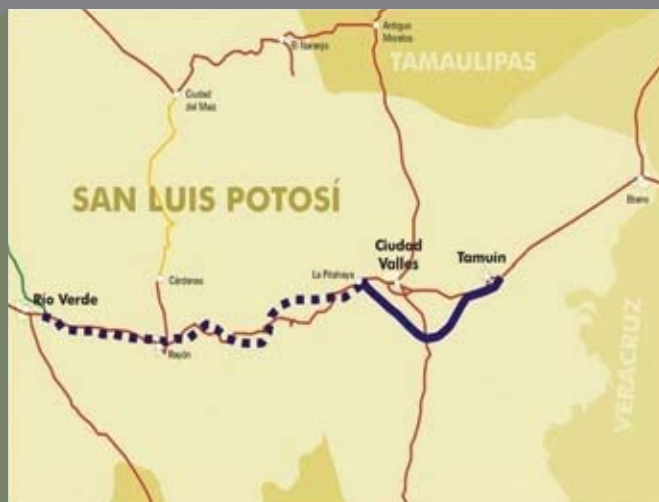 Antiguo
Morelos
El Naranjo
TAMAULIPAS
Ciudad
del Maíz
SAN LUIS POTOSÍ
Ebano
Ciudad
Valles
Tamuín
La Pitahaya
Cárdenas
Río Verde
Rayón
VERACRUZ